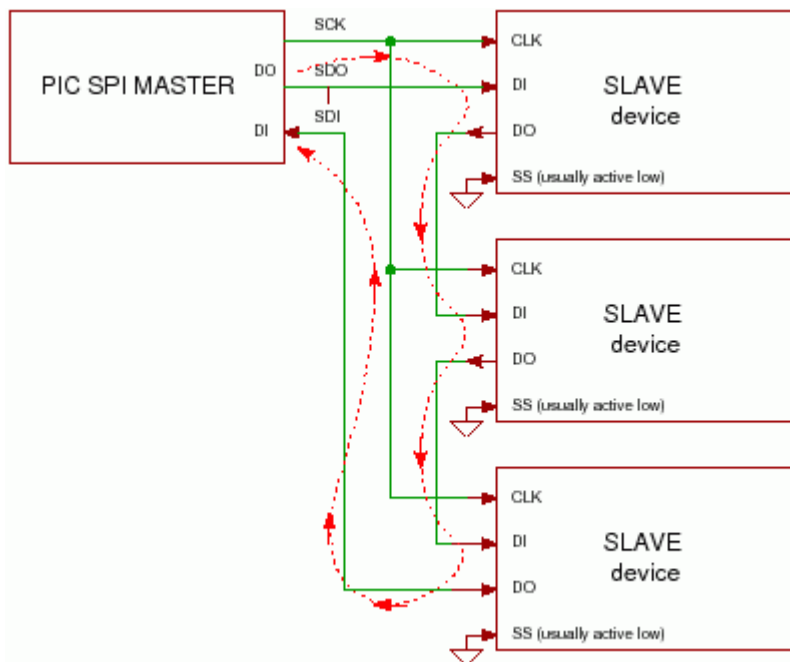 SCK
PIC SPI MASTER
DO
SDO
SDI
DI
CLK
SLAVE
DI
device
DO
SS (usually active low)
CLK
SLAVE
DI
device
DO
SS (usually active low)
CLK
SLAVE
DI
device
DO
SS (usually active low)